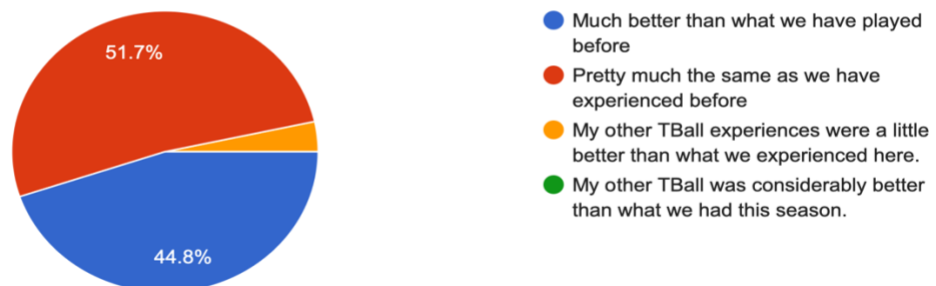 51.7%
44.8%
Much better than what we have played
before
Pretty much the same as we have
experienced before
My other TBall experiences were a little
better than what we experienced here.
My other TBall was considerably better
than what we had this season.